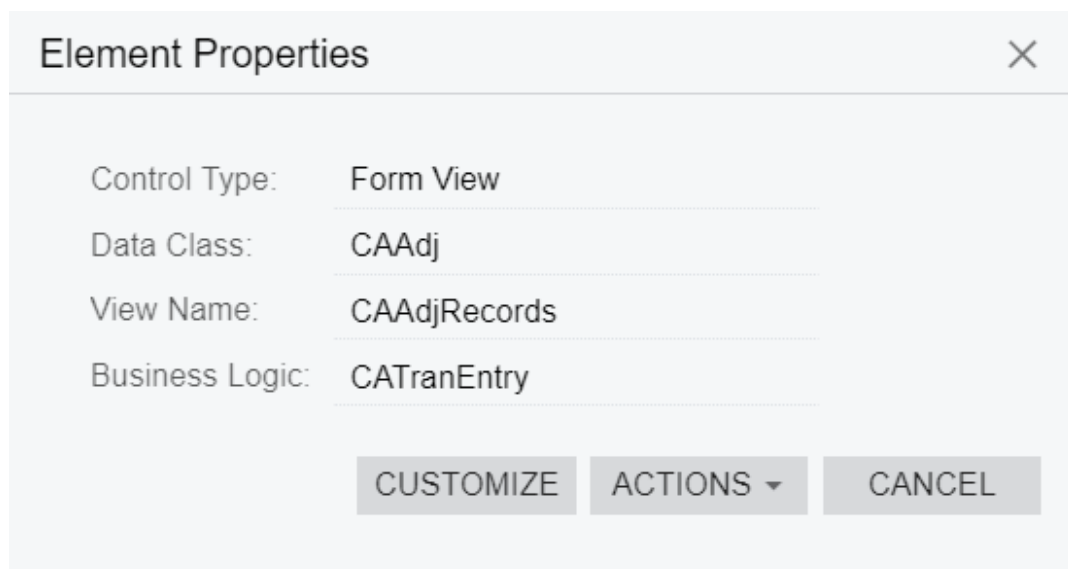 Element Properties
Control Type: Form View
Data Class: CAAdj
View Name: CAAdjRecords
Business Logic: CATranEntry
CUSTOMIZE ACTIONS CANCEL